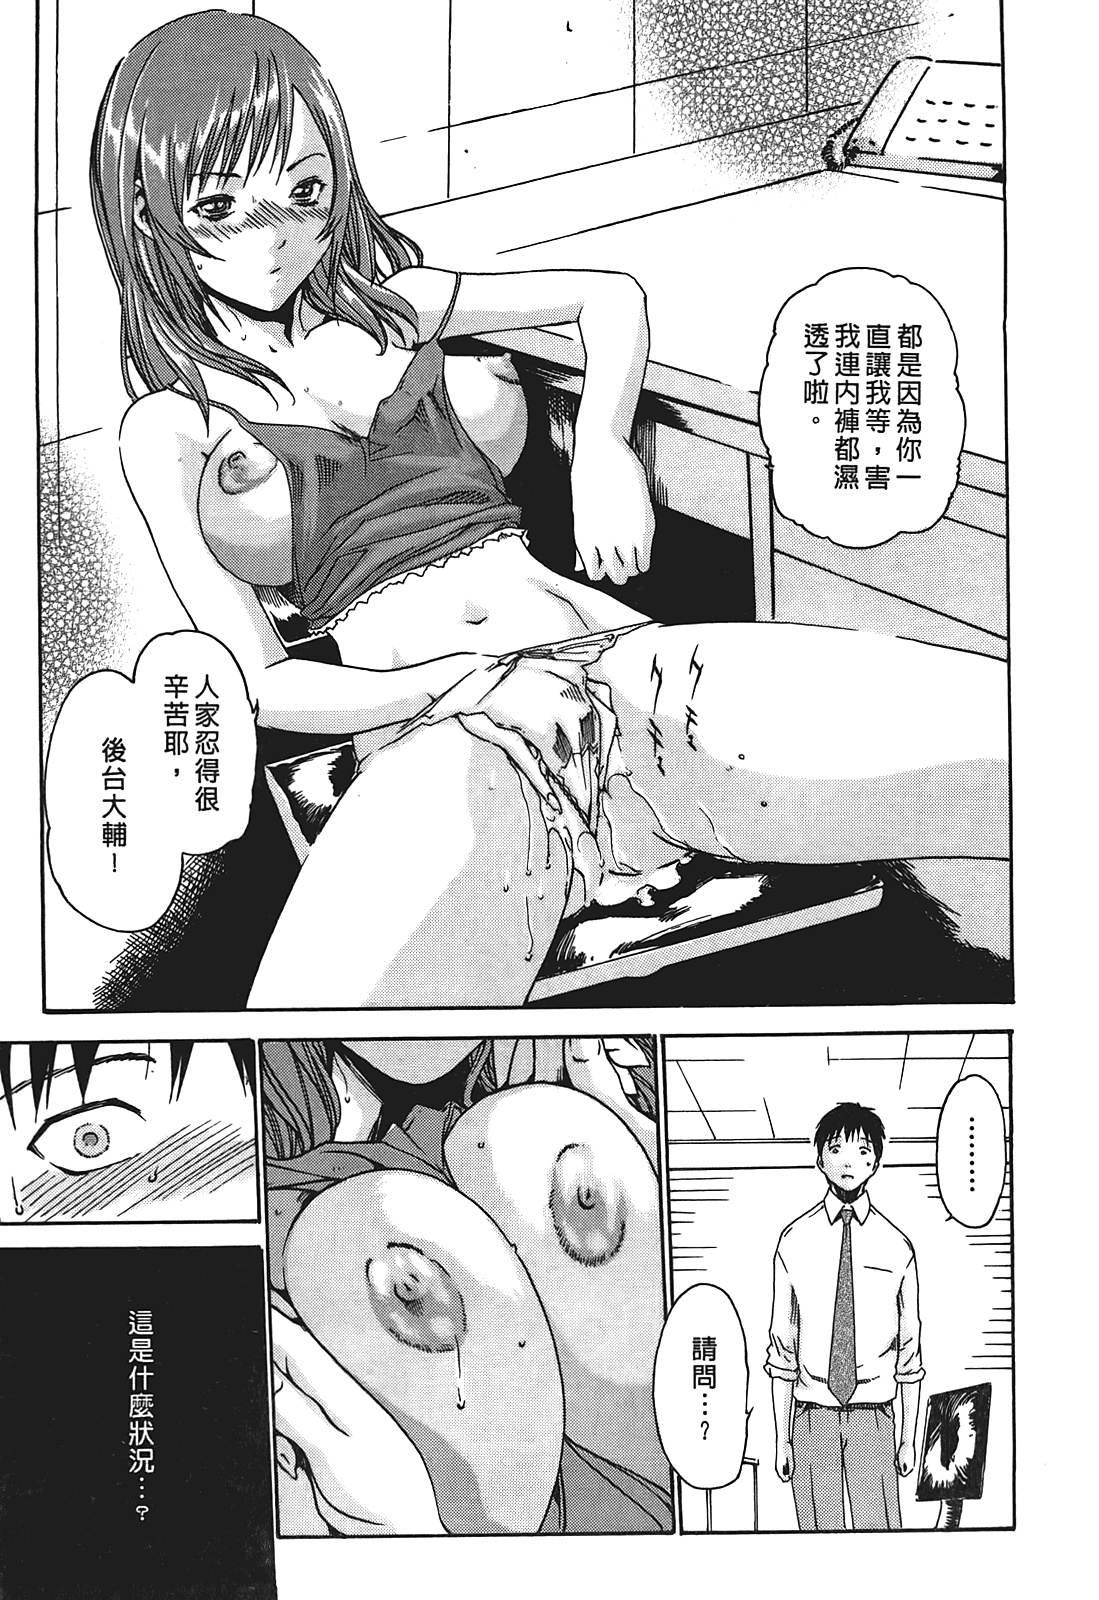 都是因為你一
直讓我等，害
我連內褲都濕
透了啦。
人家忍得很
辛苦耶，
後台大輔！
………
請問…？
這是什麼狀況…？